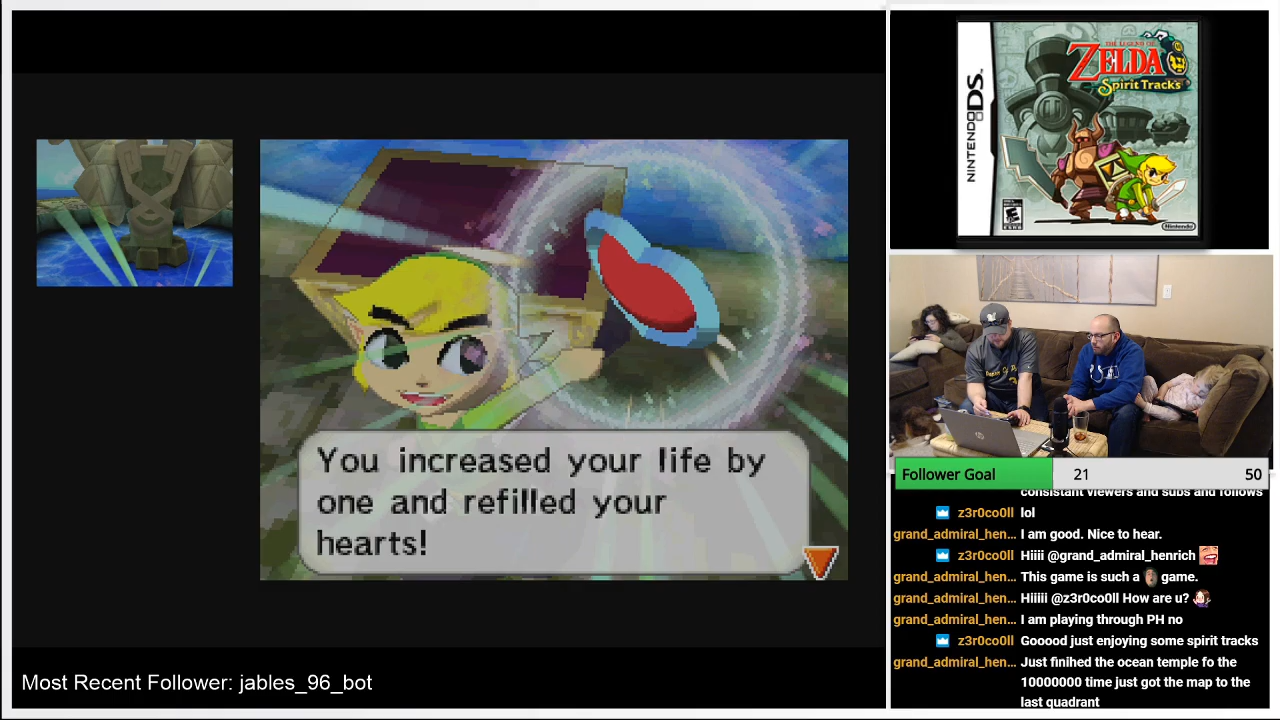 You increased your life by
one and refilled your
hearts!
Most Recent Follower: jables_96_bot
NINTENDO DS
THE LEGEND OF
ZELDA
Spirit Tracks
E
Nintendo
Follower Goal 21 50
consistant viewers and subs and follows
z3r0co0ll lol
grand_admiral_hen... I am good. Nice to hear.
z3r0co0ll Hiiii @grand_admiral_henrich
grand_admiral_hen... This game is such a game.
grand_admiral_hen... Hiiiii @z3r0co0ll How are u?
grand_admiral_hen... I am playing through PH no
z3r0co0ll Gooood just enjoying some spirit tracks
grand_admiral_hen... Just finihed the ocean temple fo the
10000000 time just got the map to the
last quadrant